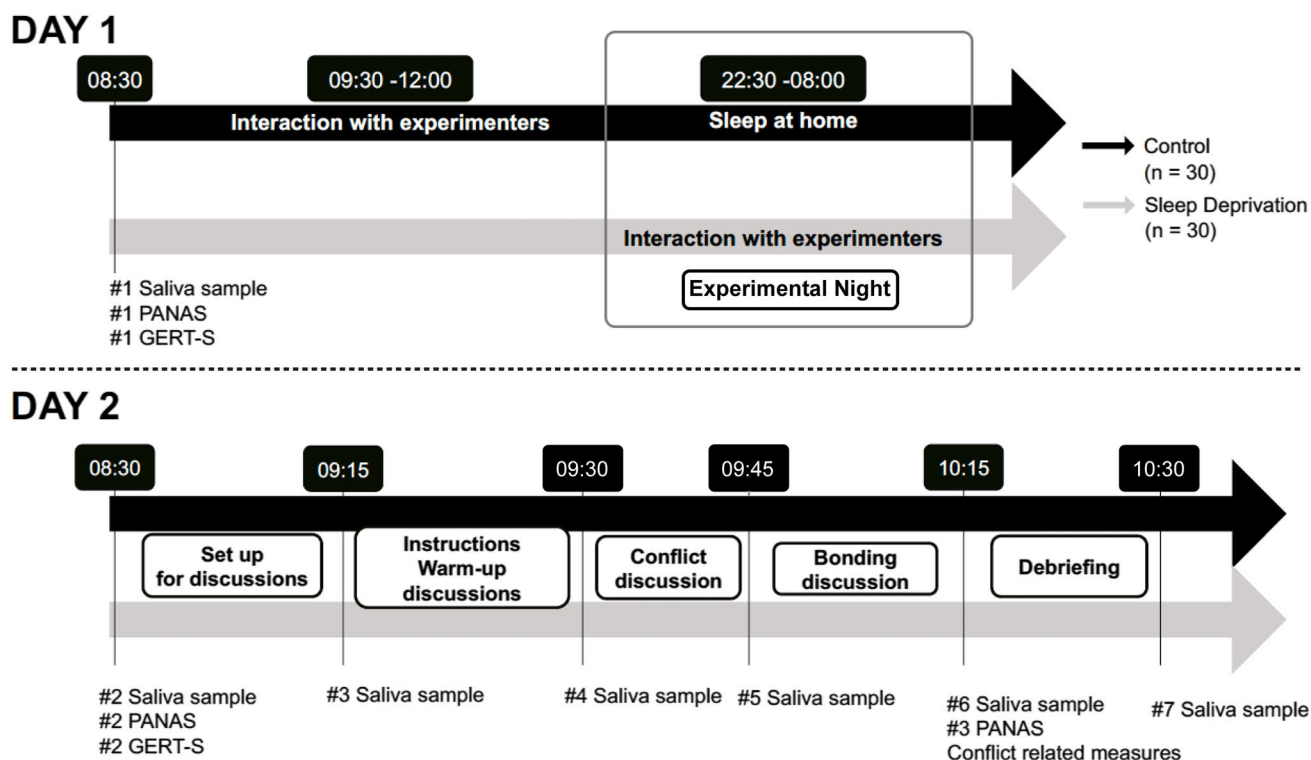 DAY 1
08:30
09:30 -12:00
22:30 -08:00
Interaction with experimenters
Sleep at home
Control
(n = 30)
Sleep Deprivation
(n = 30)
Interaction with experimenters
Experimental Night
#1 Saliva sample
#1 PANAS
#1 GERT-S
DAY 2
08:30
09:15
09:30
09:45
10:15
10:30
Set up
for discussions
Instructions
Warm-up
discussions
Conflict
discussion
Bonding
discussion
Debriefing
#2 Saliva sample
#2 PANAS
#2 GERT-S
#3 Saliva sample
#4 Saliva sample
#5 Saliva sample
#6 Saliva sample
#3 PANAS
Conflict related measures
#7 Saliva sample